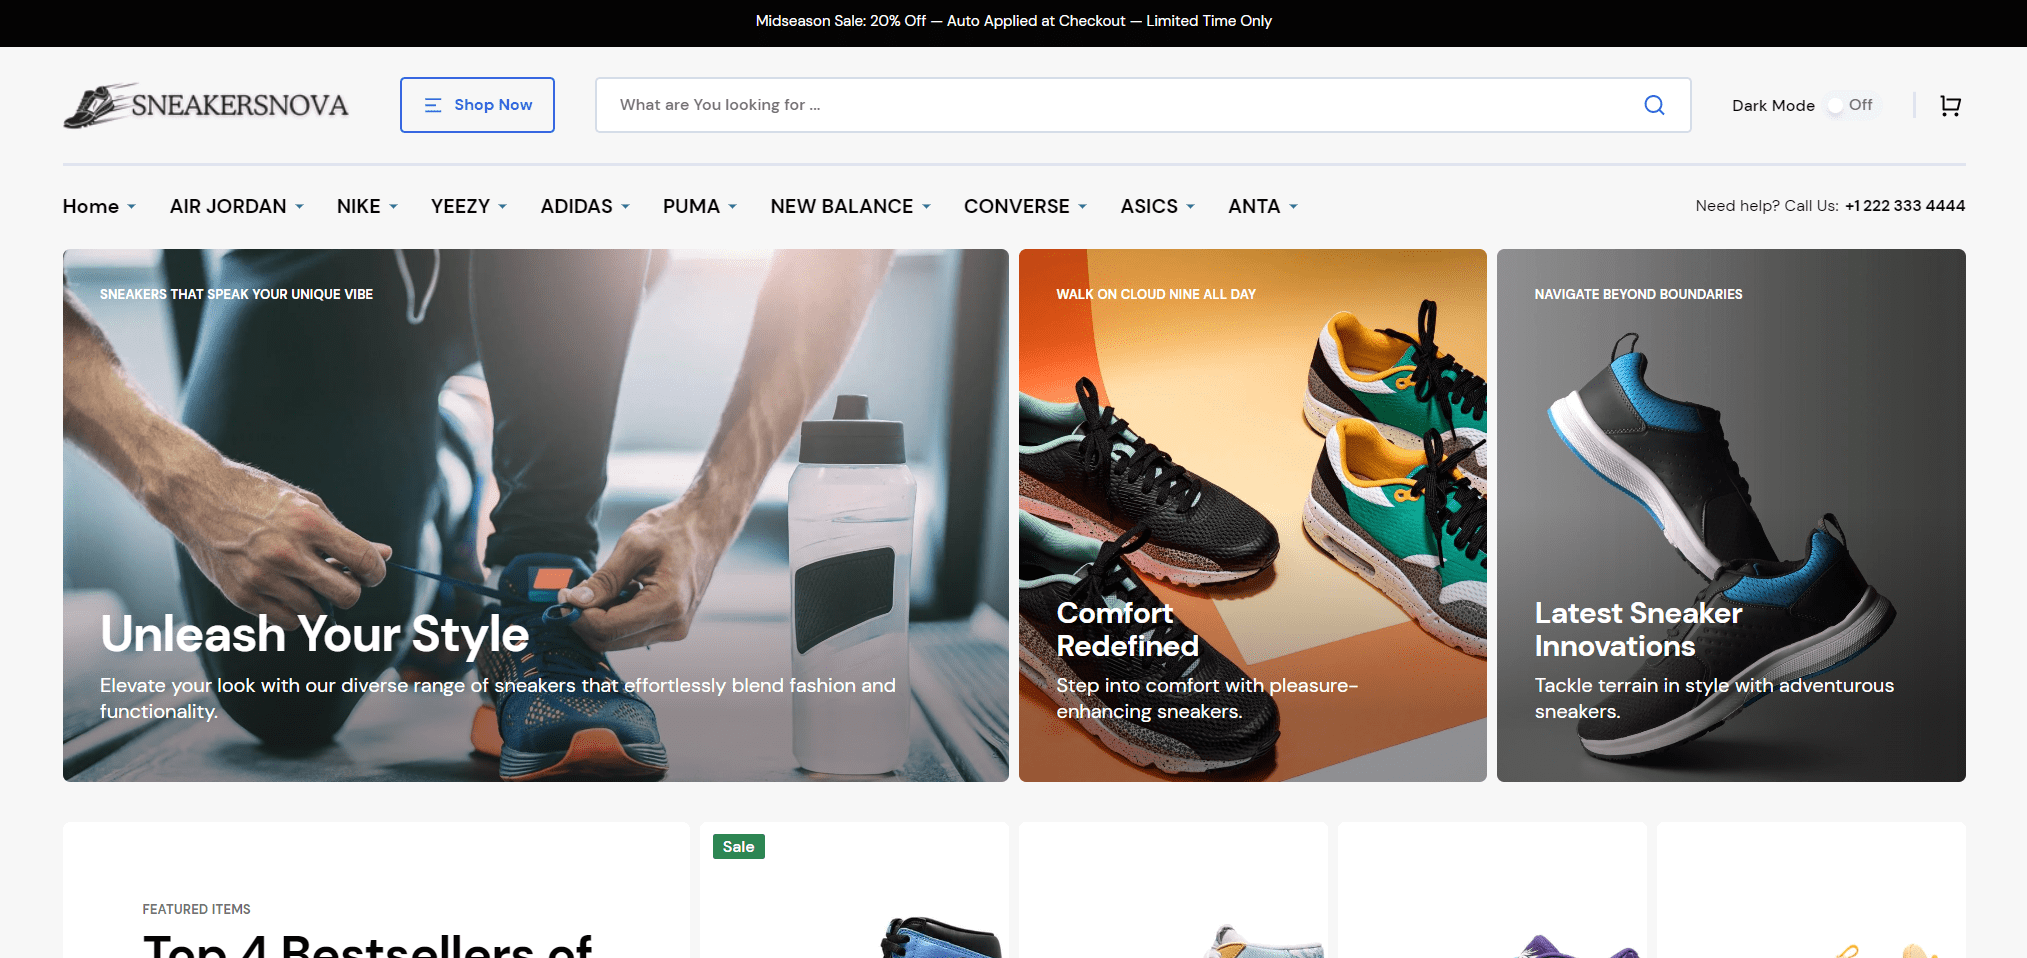 Midseason Sale: 20% Off — Auto Applied at Checkout — Limited Time Only
SNEAKERSNOVA
Shop Now
What are You looking for ...
Dark Mode
Off
Home
AIR JORDAN
NIKE
YEEZY
ADIDAS
PUMA
NEW BALANCE
CONVERSE
ASICS
ANTA
Need help? Call Us: +1 222 333 4444
SNEAKERS THAT SPEAK YOUR UNIQUE VIBE
Unleash Your Style
Elevate your look with our diverse range of sneakers that effortlessly blend fashion and
functionality.
WALK ON CLOUD NINE ALL DAY
Comfort
Redefined
Step into comfort with pleasure-
enhancing sneakers.
NAVIGATE BEYOND BOUNDARIES
Latest Sneaker
Innovations
Tackle terrain in style with adventurous
sneakers.
FEATURED ITEMS
Top 4 Bestsellers of
Sale